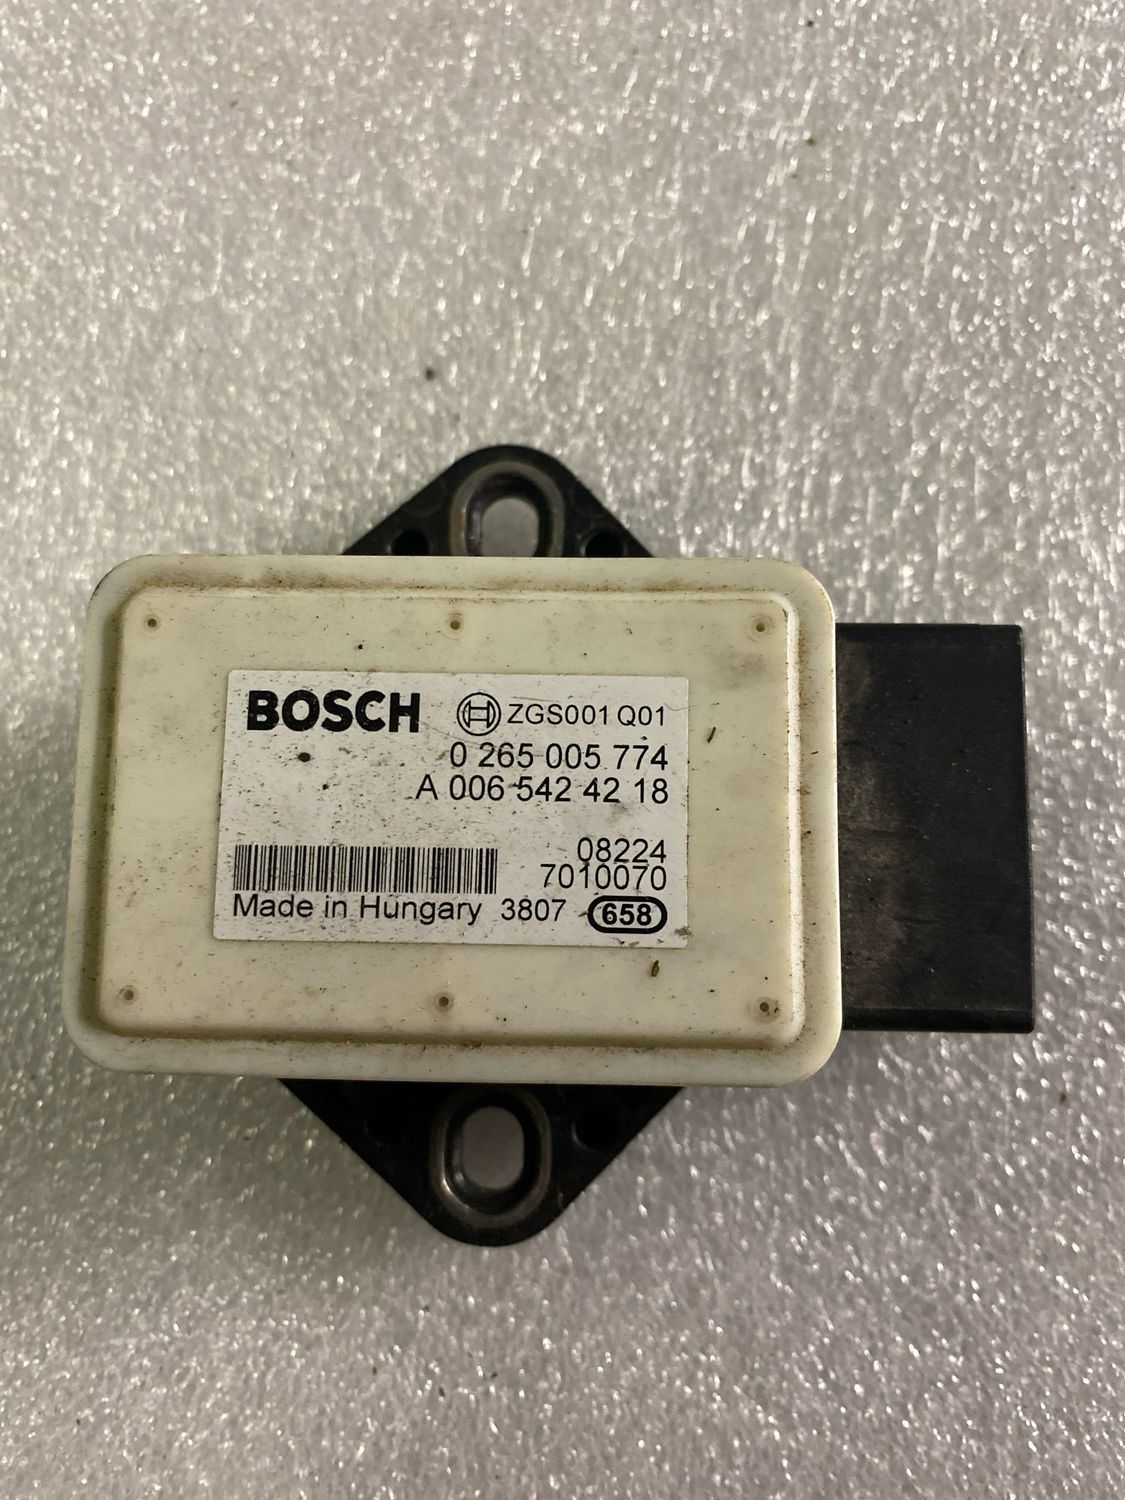 BOSCH ZGS001 Q01
0 265 005 774
A 006 542 42 18
08224
7010070
Made in Hungary 3807 658